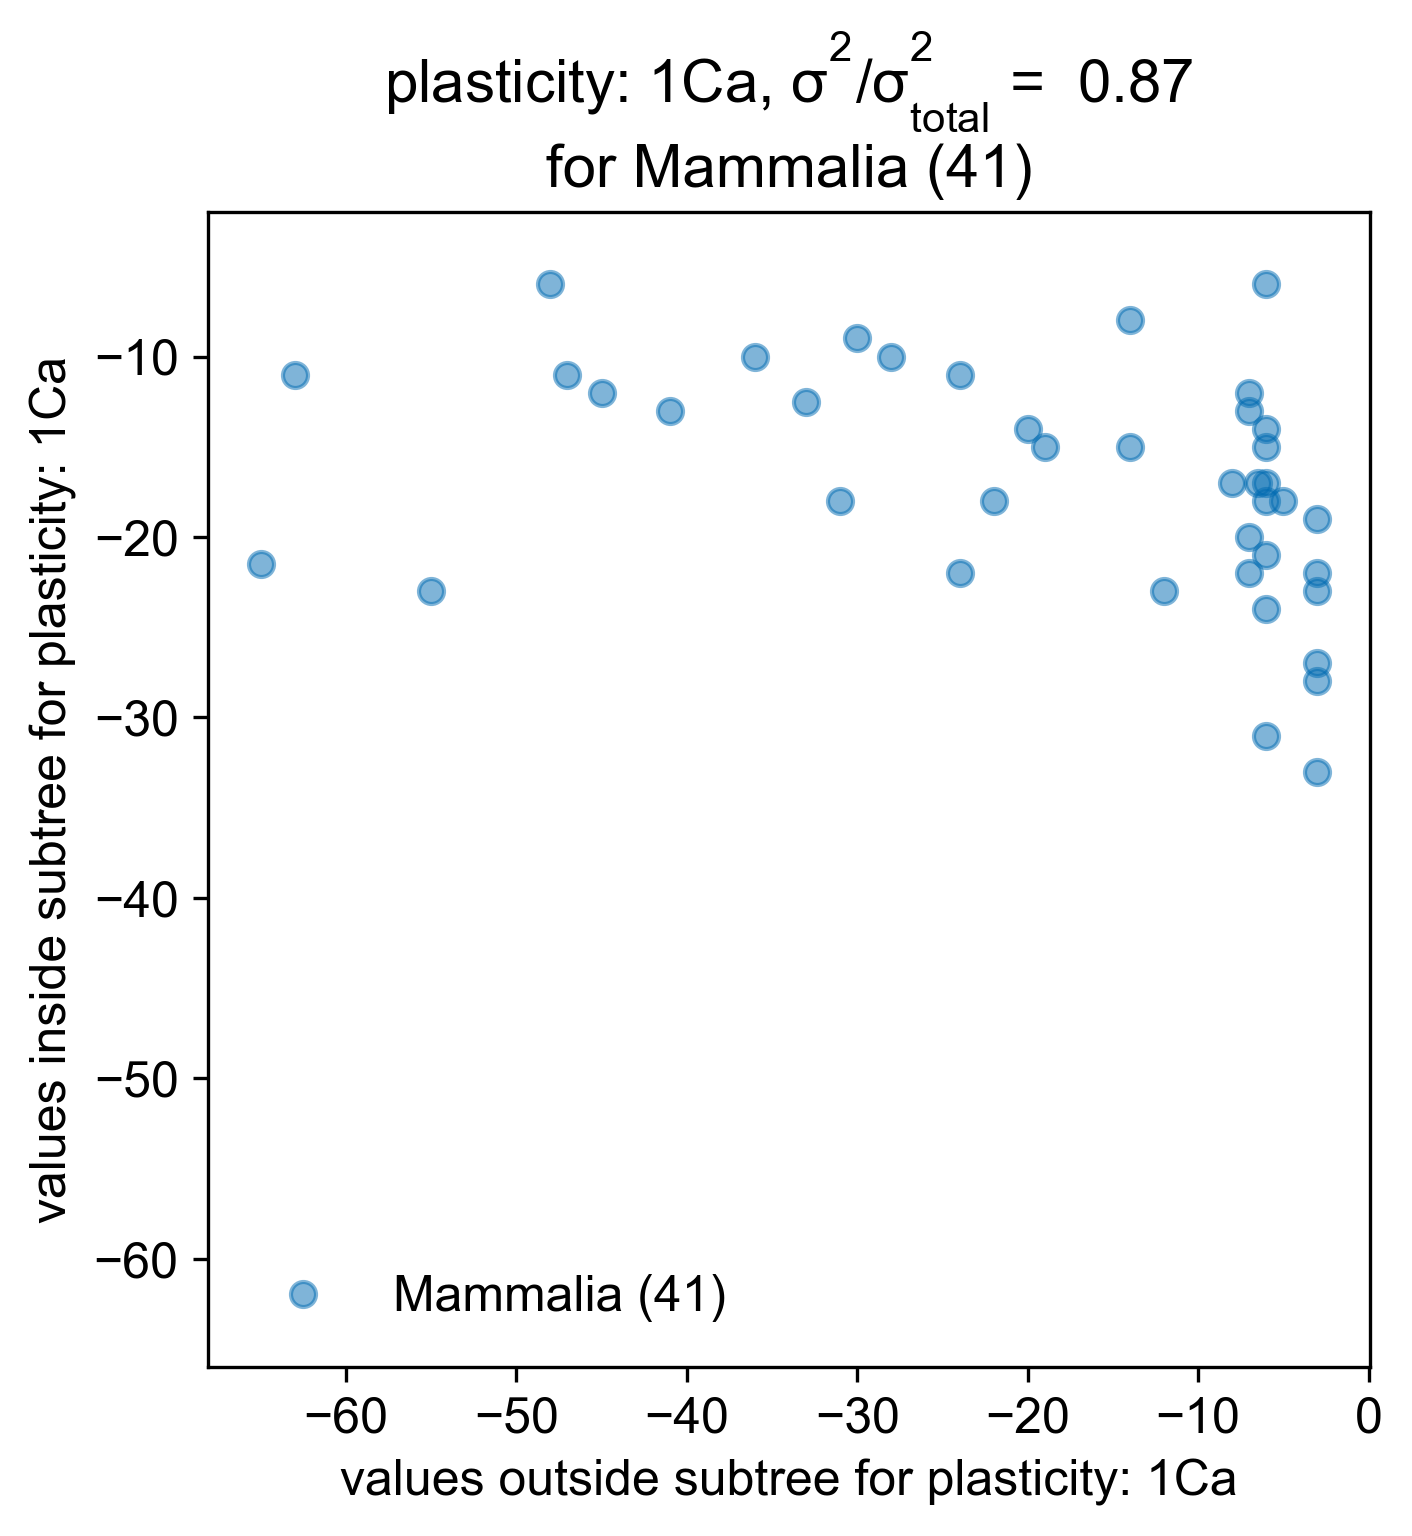 plasticity: 1Ca, σ²/σ²total = 0.87
for Mammalia (41)
values inside subtree for plasticity: 1Ca
−10
−20
−30
−40
−50
−60
Mammalia (41)
−60 −50 −40 −30 −20 −10 0
values outside subtree for plasticity: 1Ca